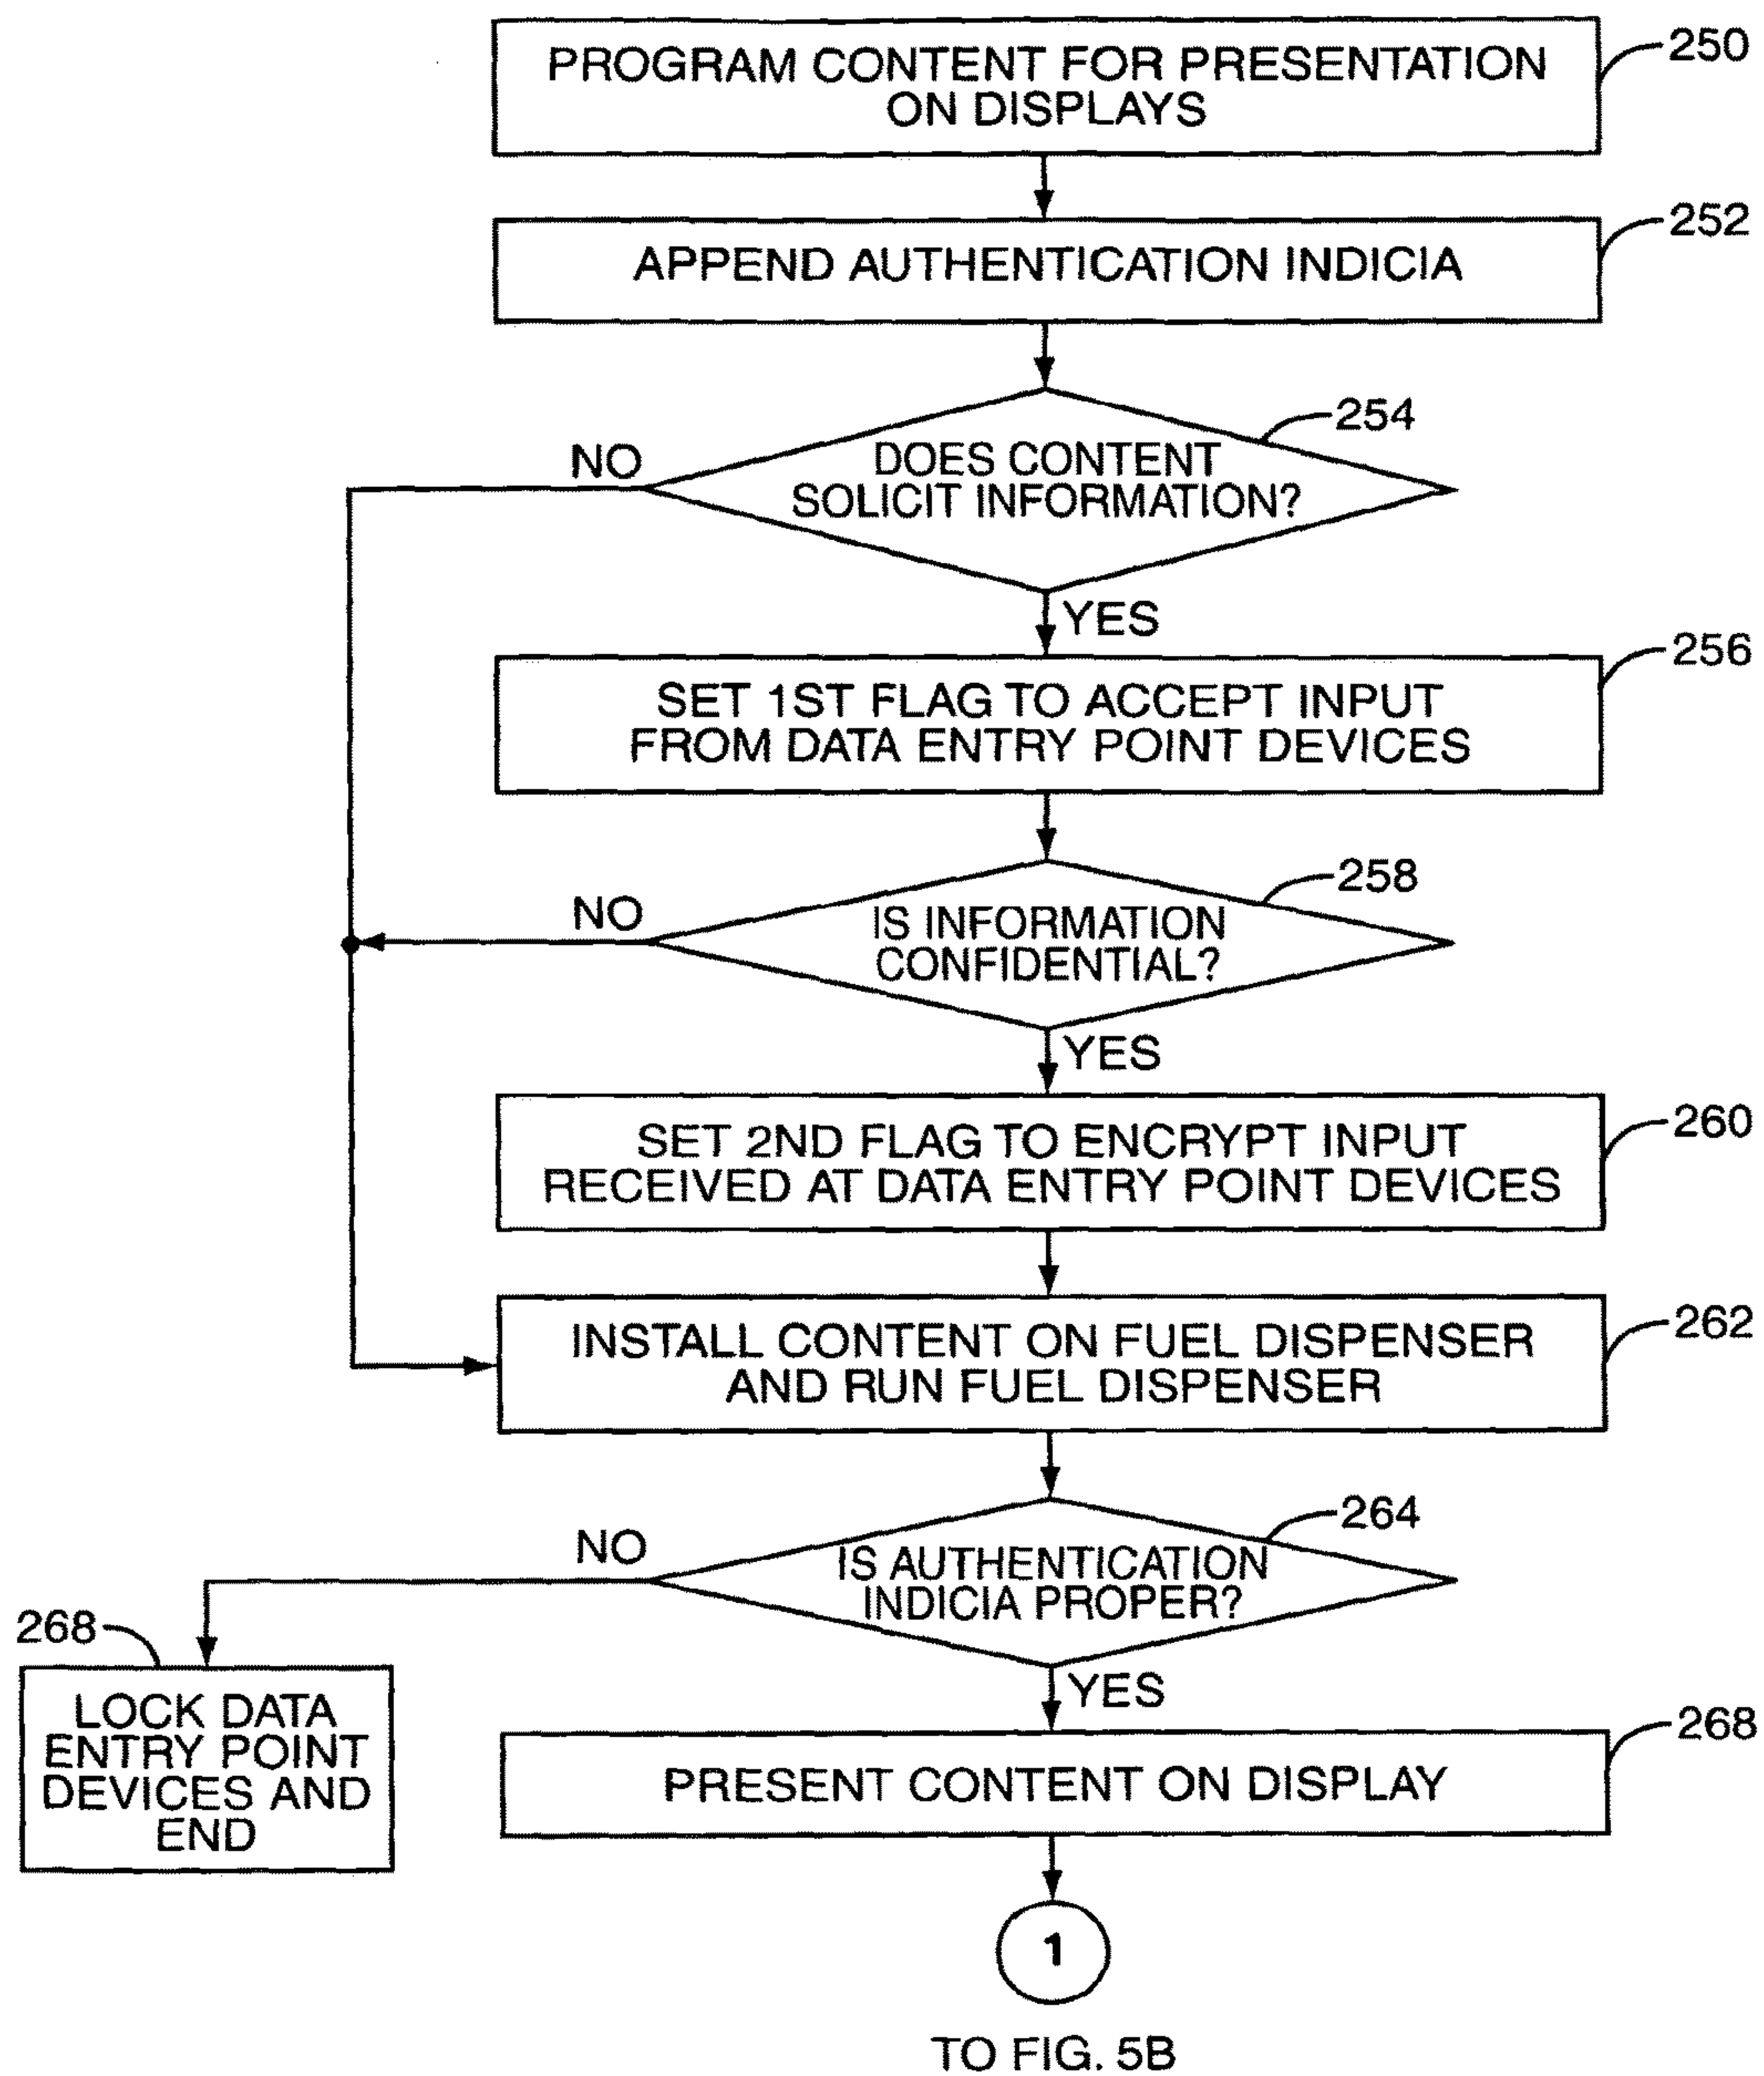 PROGRAM CONTENT FOR PRESENTATION
ON DISPLAYS
250
APPEND AUTHENTICATION INDICIA
252
DOES CONTENT
SOLICIT INFORMATION?
254
NO
YES
SET 1ST FLAG TO ACCEPT INPUT
FROM DATA ENTRY POINT DEVICES
256
IS INFORMATION
CONFIDENTIAL?
258
NO
YES
SET 2ND FLAG TO ENCRYPT INPUT
RECEIVED AT DATA ENTRY POINT DEVICES
260
INSTALL CONTENT ON FUEL DISPENSER
AND RUN FUEL DISPENSER
262
IS AUTHENTICATION
INDICIA PROPER?
264
NO
268
LOCK DATA
ENTRY POINT
DEVICES AND
END
YES
PRESENT CONTENT ON DISPLAY
268
1
TO FIG. 5B